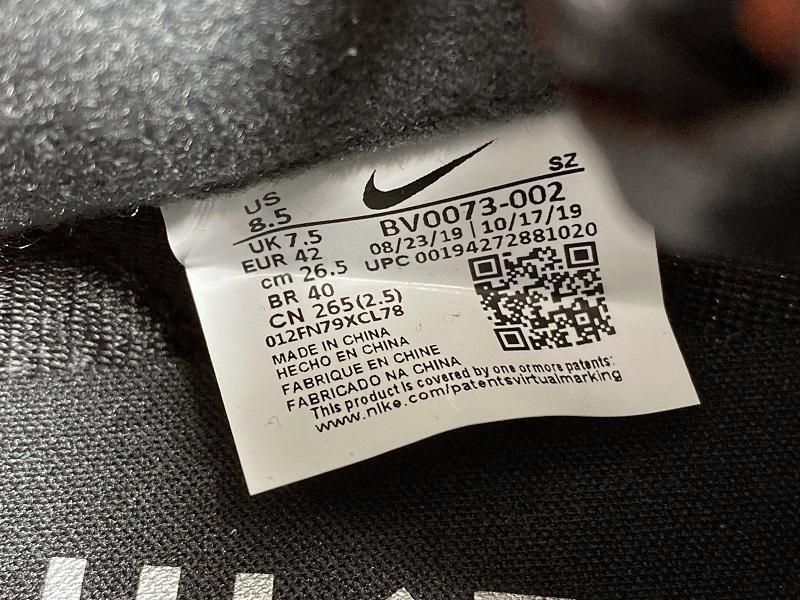 US
8.5
SZ
UK 7.5
BV0073-002
EUR 42
08/23/19 | 10/17/19
cm 26.5
UPC 00194272881020
BR 40
CN 265(2.5)
012FN79XCL78
MADE IN CHINA
HECHO EN CHINA
FABRIQUE EN CHINE
FABRICADO NA CHINA
This product is covered by one or more patents:
www.nike.com/patentsvirtualmarking